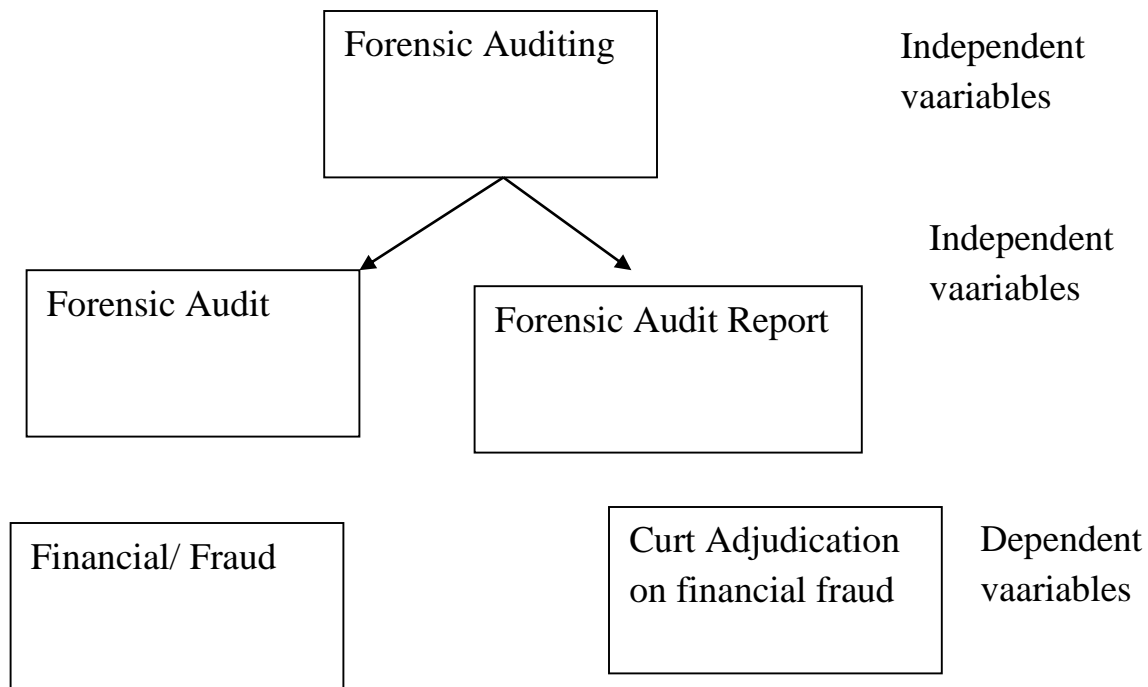 Forensic Auditing
Independent
vaariables
Independent
vaariables
Forensic Audit
Forensic Audit Report
Financial/ Fraud
Curt Adjudication
on financial fraud
Dependent
vaariables